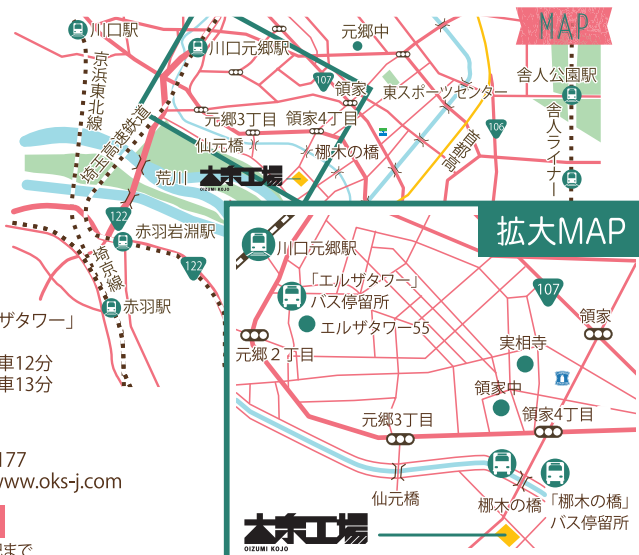 MAP
川口駅
元郷中
川口元郷駅
京浜東北線
107
領家
東スポーツセンター
舎人公園駅
埼玉高速鉄道
元郷3丁目
領家4丁目
106
舎人ライナー
仙元橋
梛木の橋
首都高
荒川
大泉工場
OIZUMI KOJO
122
赤羽岩淵駅
122
埼京線
赤羽駅
ザタワー」
車12分
車13分
177
www.oks-j.com
まで
拡大MAP
川口元郷駅
「エルザタワー」
バス停留所
107
エルザタワー55
領家
元郷2丁目
実相寺
領家中
元郷3丁目
領家4丁目
仙元橋
梛木の橋
「梛木の橋」
バス停留所
大泉工場
OIZUMI KOJO